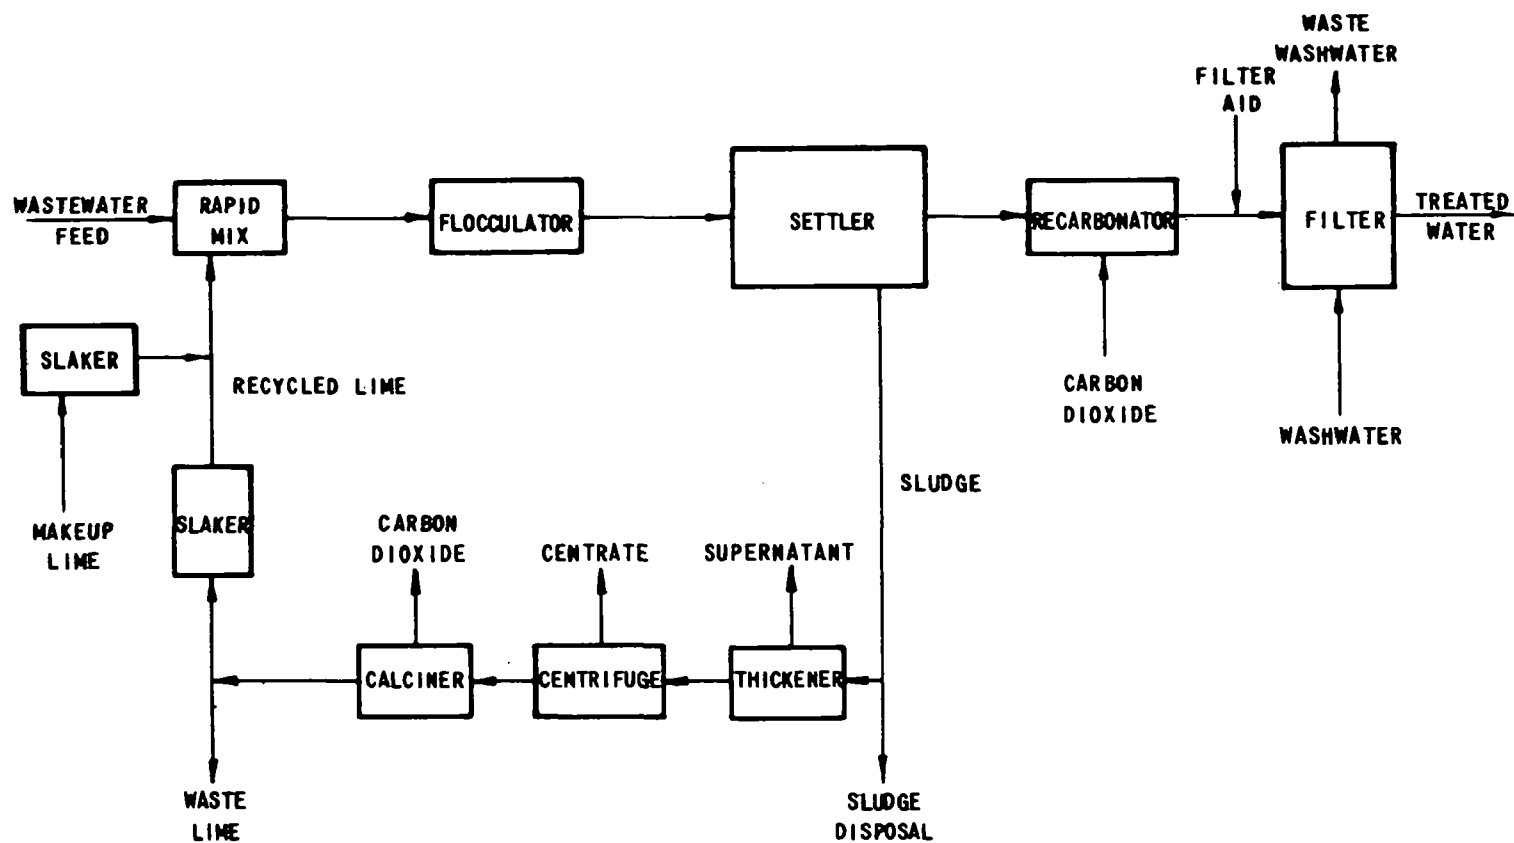 WASTE
WASHWATER
FILTER
AID
WASTEWATER
FEED
RAPID
MIX
FLOCCULATOR
SETTLER
RECARBONATOR
FILTER
TREATED
WATER
SLAKER
RECYCLED LIME
CARBON
DIOXIDE
WASHWATER
SLUDGE
MAKEUP
LIME
SLAKER
CARBON
DIOXIDE
CENTRATE
SUPERNATANT
CALCINER
CENTRIFUGE
THICKENER
WASTE
LIME
SLUDGE
DISPOSAL